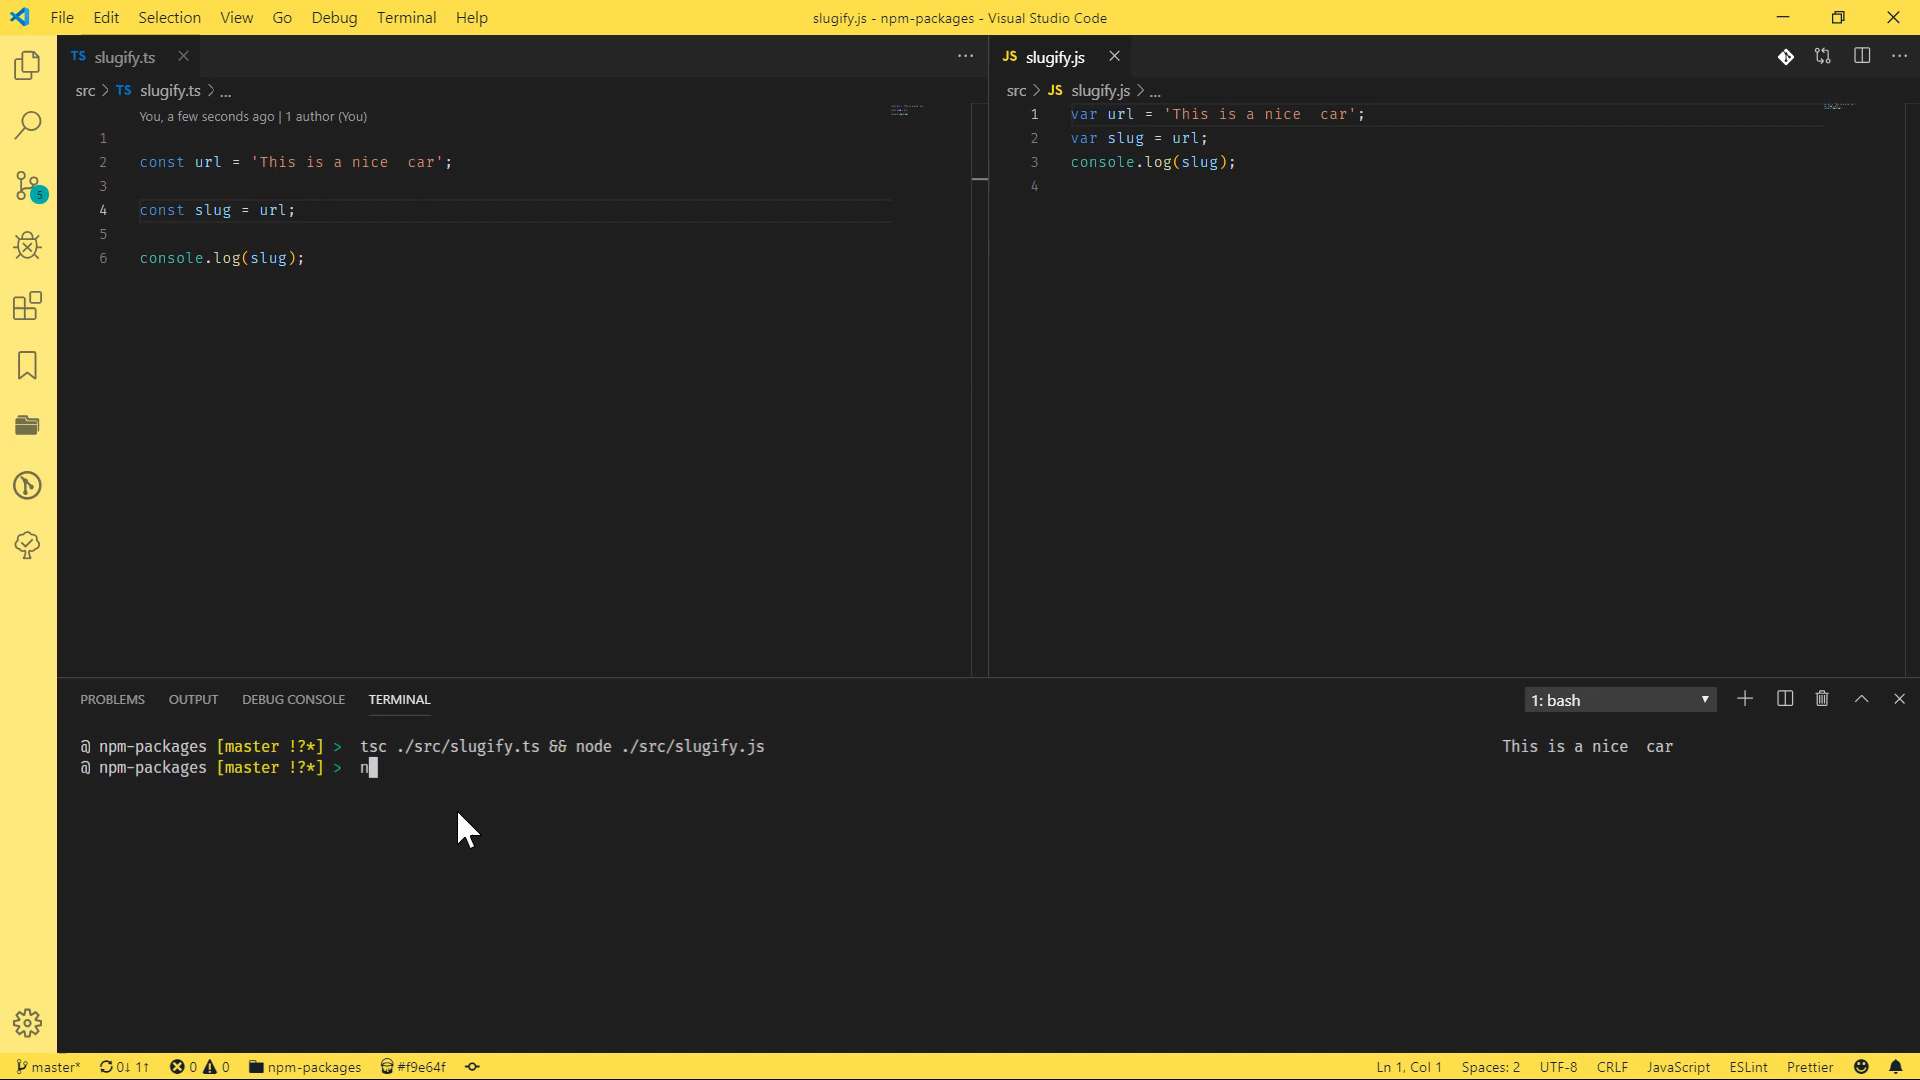 File Edit Selection View Go Debug Terminal Help
slugify.js - npm-packages - Visual Studio Code
TS slugify.ts
src > TS slugify.ts > ...
You, a few seconds ago | 1 author (You)
1
2 const url = 'This is a nice  car';
3
4 const slug = url;
5
6 console.log(slug);
JS slugify.js
src > JS slugify.js > ...
1 var url = 'This is a nice  car';
2 var slug = url;
3 console.log(slug);
4
5
PROBLEMS OUTPUT DEBUG CONSOLE TERMINAL
1: bash
@ npm-packages [master !?*] > tsc ./src/slugify.ts && node ./src/slugify.js
This is a nice  car
@ npm-packages [master !?*] > n
master* 0↓ 1↑ 0 0 npm-packages #f9e64f
Ln 1, Col 1 Spaces: 2 UTF-8 CRLF JavaScript ESLint Prettier